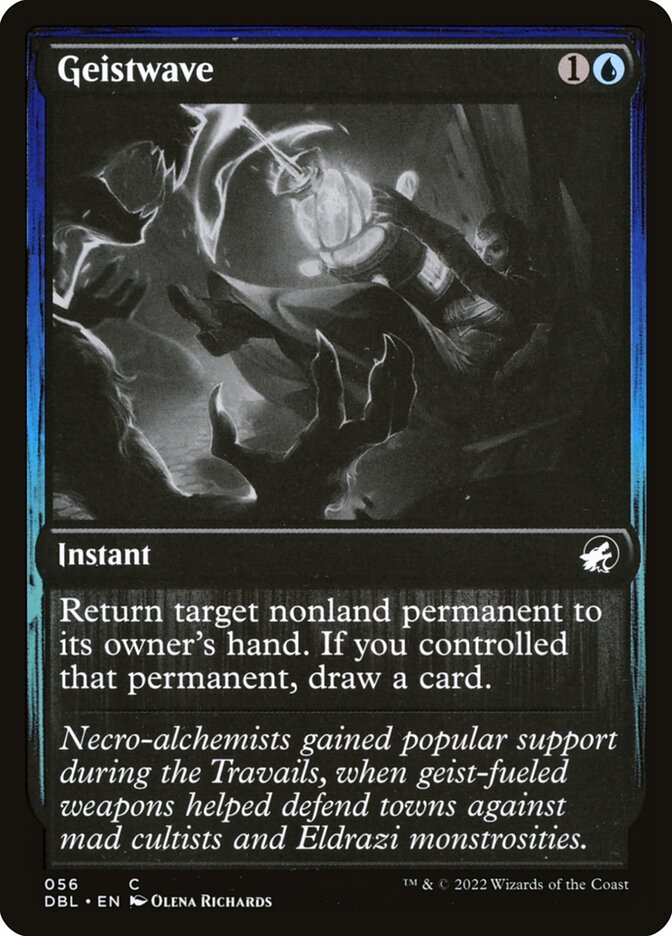 Geistwave
1
Instant
Return target nonland permanent to
its owner's hand. If you controlled
that permanent, draw a card.
Necro-alchemists gained popular support
during the Travails, when geist-fueled
weapons helped defend towns against
mad cultists and Eldrazi monstrosities.
056 C
DBL • EN OLENA RICHARDS
™ & © 2022 Wizards of the Coast